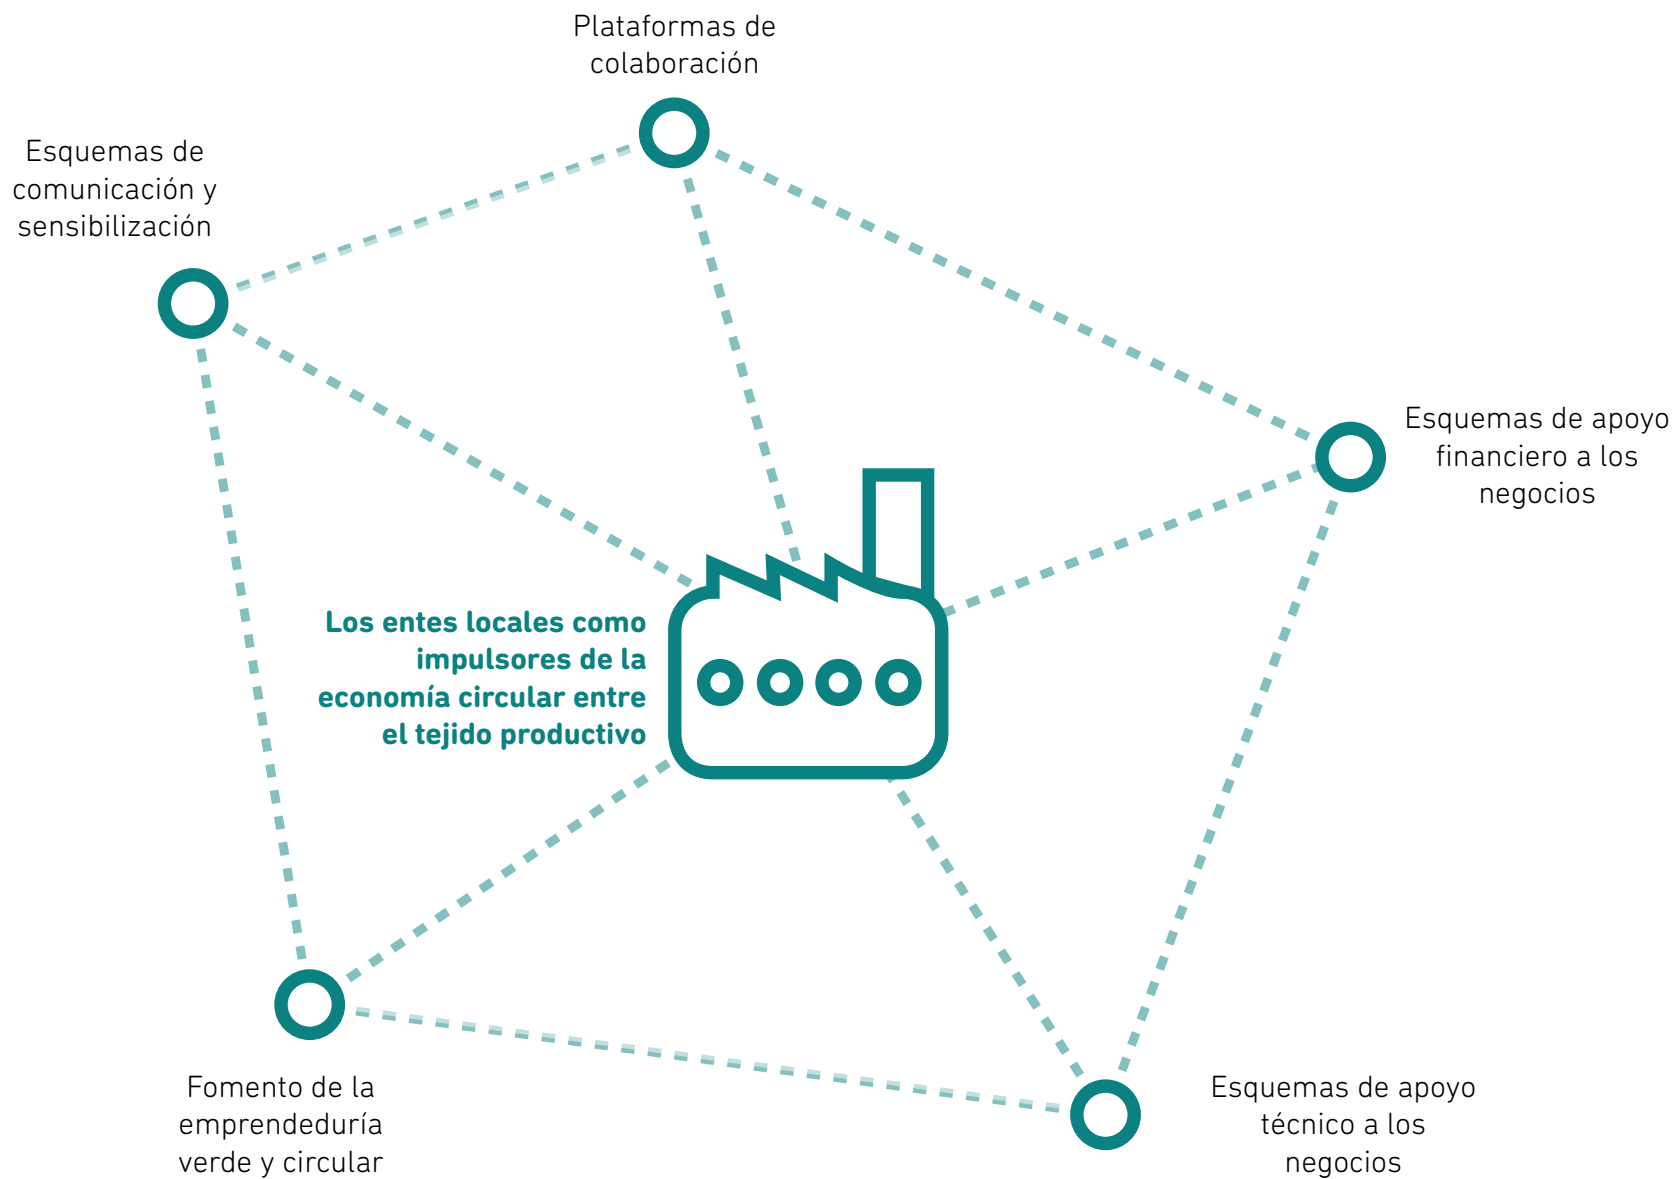 Plataformas de
colaboración
Esquemas de
comunicación y
sensibilización
Esquemas de apoyo
financiero a los
negocios
Los entes locales como
impulsores de la
economía circular entre
el tejido productivo
Fomento de la
emprendeduría
verde y circular
Esquemas de apoyo
técnico a los
negocios